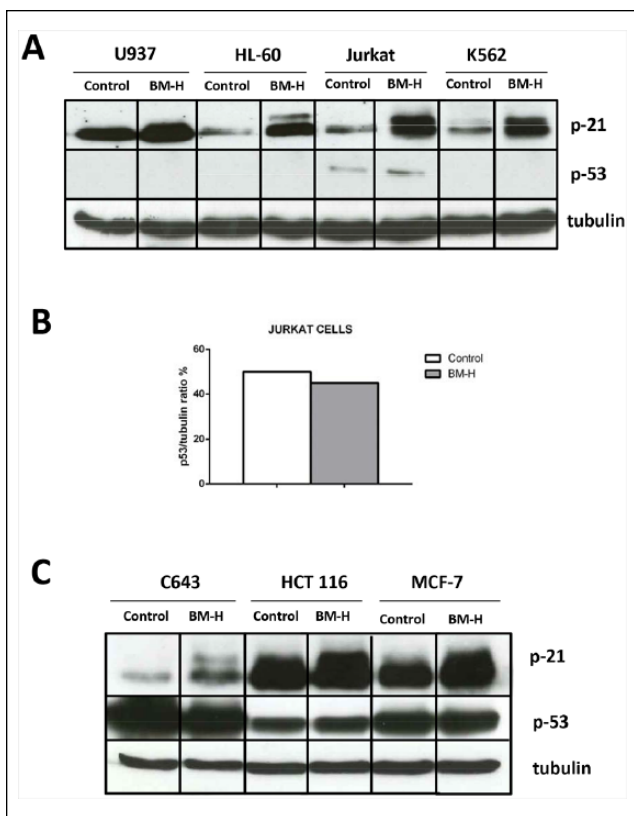 A
U937 HL-60 Jurkat K562
Control BM-H Control BM-H Control BM-H Control BM-H
p-21
p-53
tubulin
B
JURKAT CELLS
p53/tubulin ratio %
60
40
20
0
Control
BM-H
C
C643 HCT 116 MCF-7
Control BM-H Control BM-H Control BM-H
p-21
p-53
tubulin